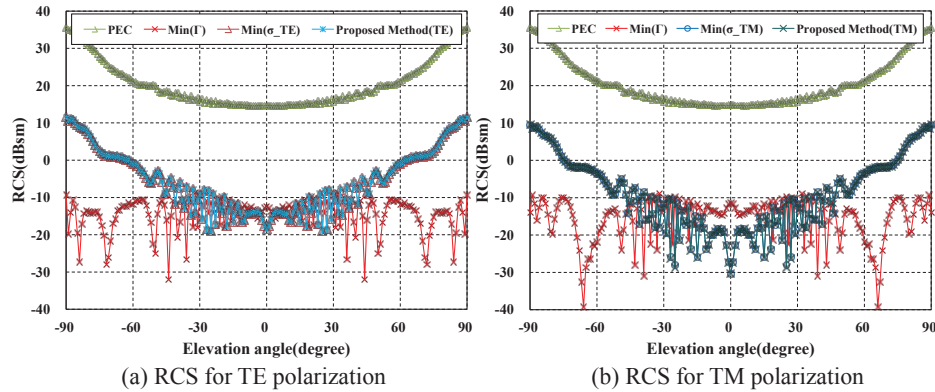 40
30
20
10
0
-10
-20
-30
40
RCS(dBsm)
PEC Min(Γ) Min(σ_TE) Proposed Method(TE)
-90 -60 -30 0 30 60 90
Elevation angle(degree)
(a) RCS for TE polarization
40
30
20
10
0
-10
-20
-30
40
RCS(dBsm)
PEC Min(Γ) Min(σ_TM) Proposed Method(TM)
-90 -60 -30 0 30 60 90
Elevation angle(degree)
(b) RCS for TM polarization